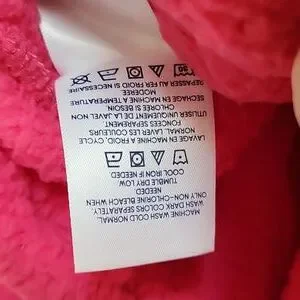 MACHINE WASH COLD NORMAL.
WASH DARK COLORS SEPARATELY.
ONLY NON-CHLORINE BLEACH WHEN
NEEDED
TUMBLE DRY LOW
COOL IRON IF NEEDED
LAVAGE EN MACHINE A FROID, CYCLE
NORMAL. LAVER LES COULEURS
FONCEES SEPAREMENT.
UTILISER UNIQUEMENT DE LA JAVEL NON
CHLOREE SI BESOIN.
SECHAGE EN MACHINE A TEMPERATURE
MODEREE
REPASSER AU FER FROID SI NECESSAIRE
30